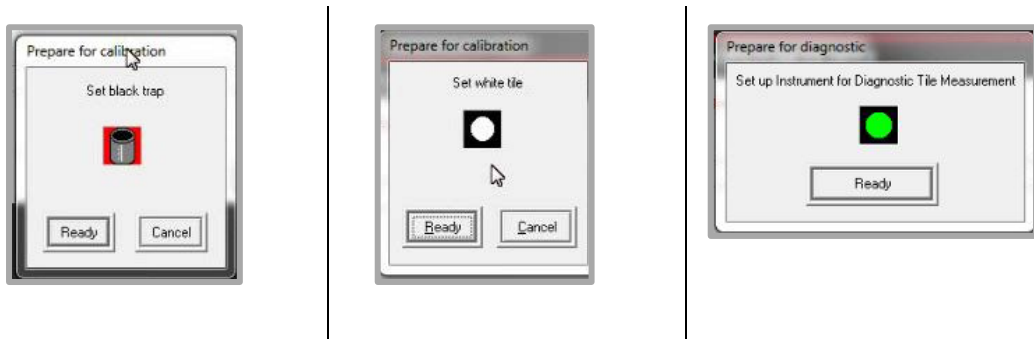 Prepare for calibration
Set black trap
Ready
Cancel
Prepare for calibration
Set white tile
Ready
Cancel
Prepare for diagnostic
Set up Instrument for Diagnostic Tile Measurement
Ready